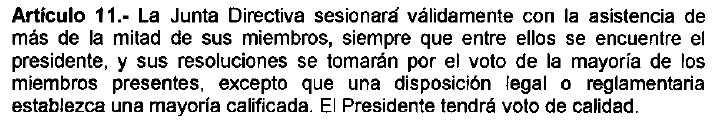 Artículo 11.- La Junta Directiva sesionará válidamente con la asistencia de
más de la mitad de sus miembros, siempre que entre ellos se encuentre el
presidente, y sus resoluciones se tomarán por el voto de la mayoría de los
miembros presentes, excepto que una disposición legal o reglamentaria
establezca una mayoría calificada. El Presidente tendrá voto de calidad.